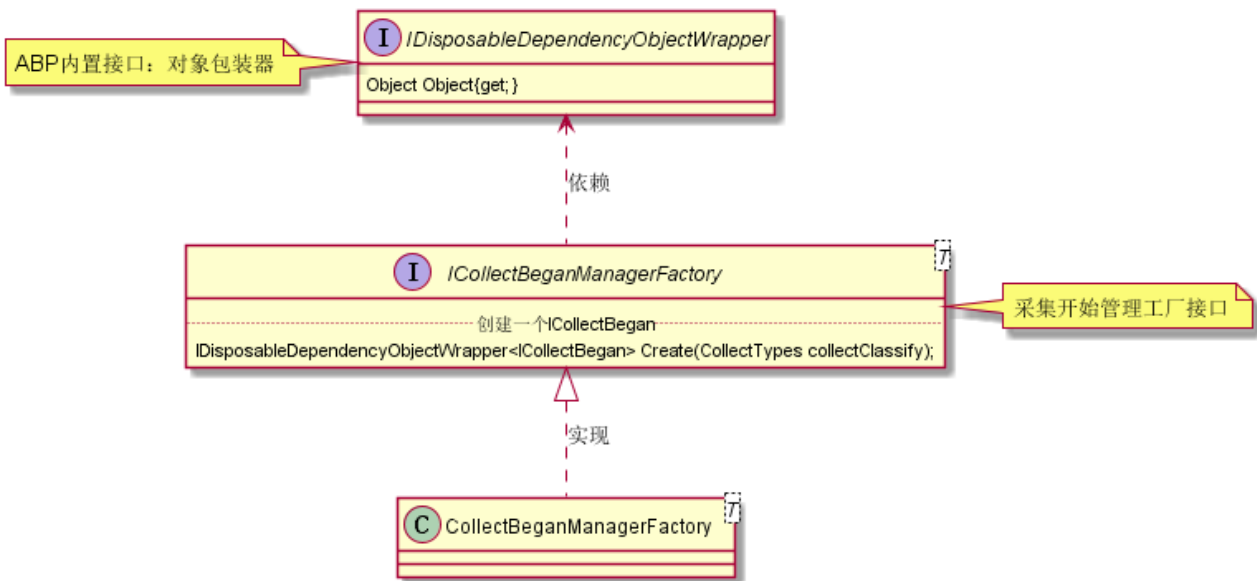 I IDisposableDependencyObjectWrapper
ABP内置接口：对象包装器
Object Object{get; }
依赖
I ICollectBeganManagerFactory
T
创建一个ICollectBegan
采集开始管理工厂接口
IDisposableDependencyObjectWrapper<ICollectBegan> Create(CollectTypes collectClassify);
实现
C CollectBeganManagerFactory
T